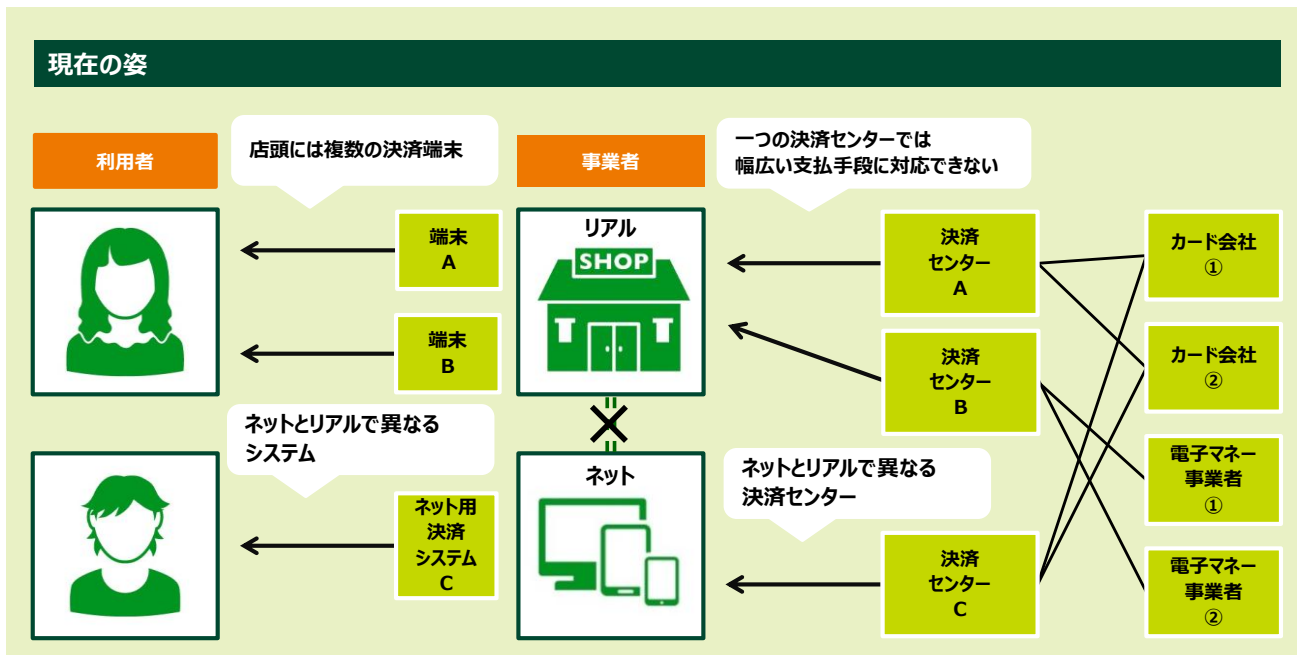 現在の姿
利用者
店頭には複数の決済端末
事業者
一つの決済センターでは
幅広い支払手段に対応できない
端末
A
端末
B
リアル
SHOP
決済
センター
A
決済
センター
B
カード会社
①
カード会社
②
ネットとリアルで異なる
システム
ネット用
決済
システム
C
ネット
ネットとリアルで異なる
決済センター
決済
センター
C
電子マネー
事業者
①
電子マネー
事業者
②